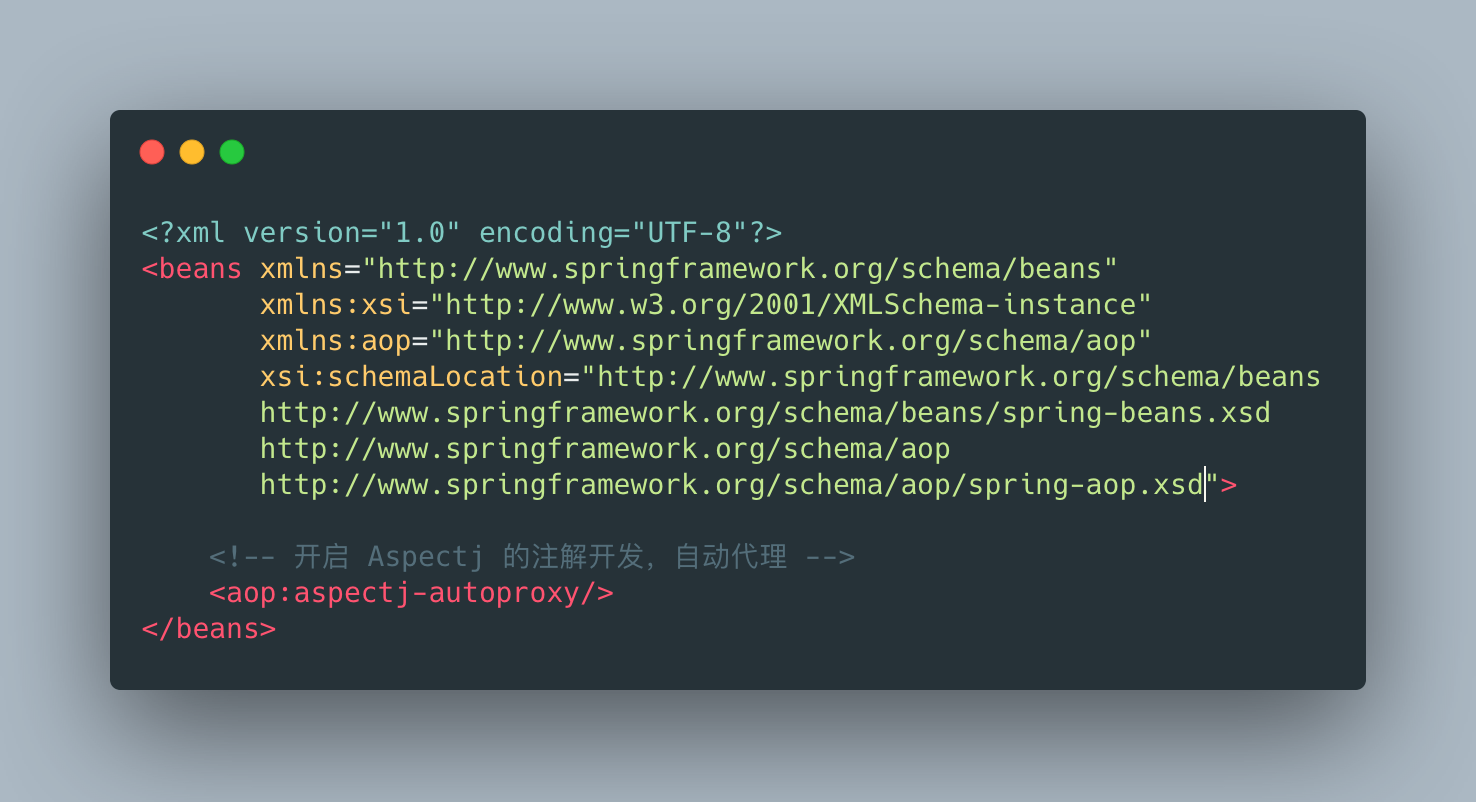 <?xml version="1.0" encoding="UTF-8"?>
<beans xmlns="http://www.springframework.org/schema/beans"
       xmlns:xsi="http://www.w3.org/2001/XMLSchema-instance"
       xmlns:aop="http://www.springframework.org/schema/aop"
       xsi:schemaLocation="http://www.springframework.org/schema/beans
       http://www.springframework.org/schema/beans/spring-beans.xsd
       http://www.springframework.org/schema/aop
       http://www.springframework.org/schema/aop/spring-aop.xsd">
    <!-- 开启 Aspectj 的注解开发，自动代理 -->
    <aop:aspectj-autoproxy/>
</beans>